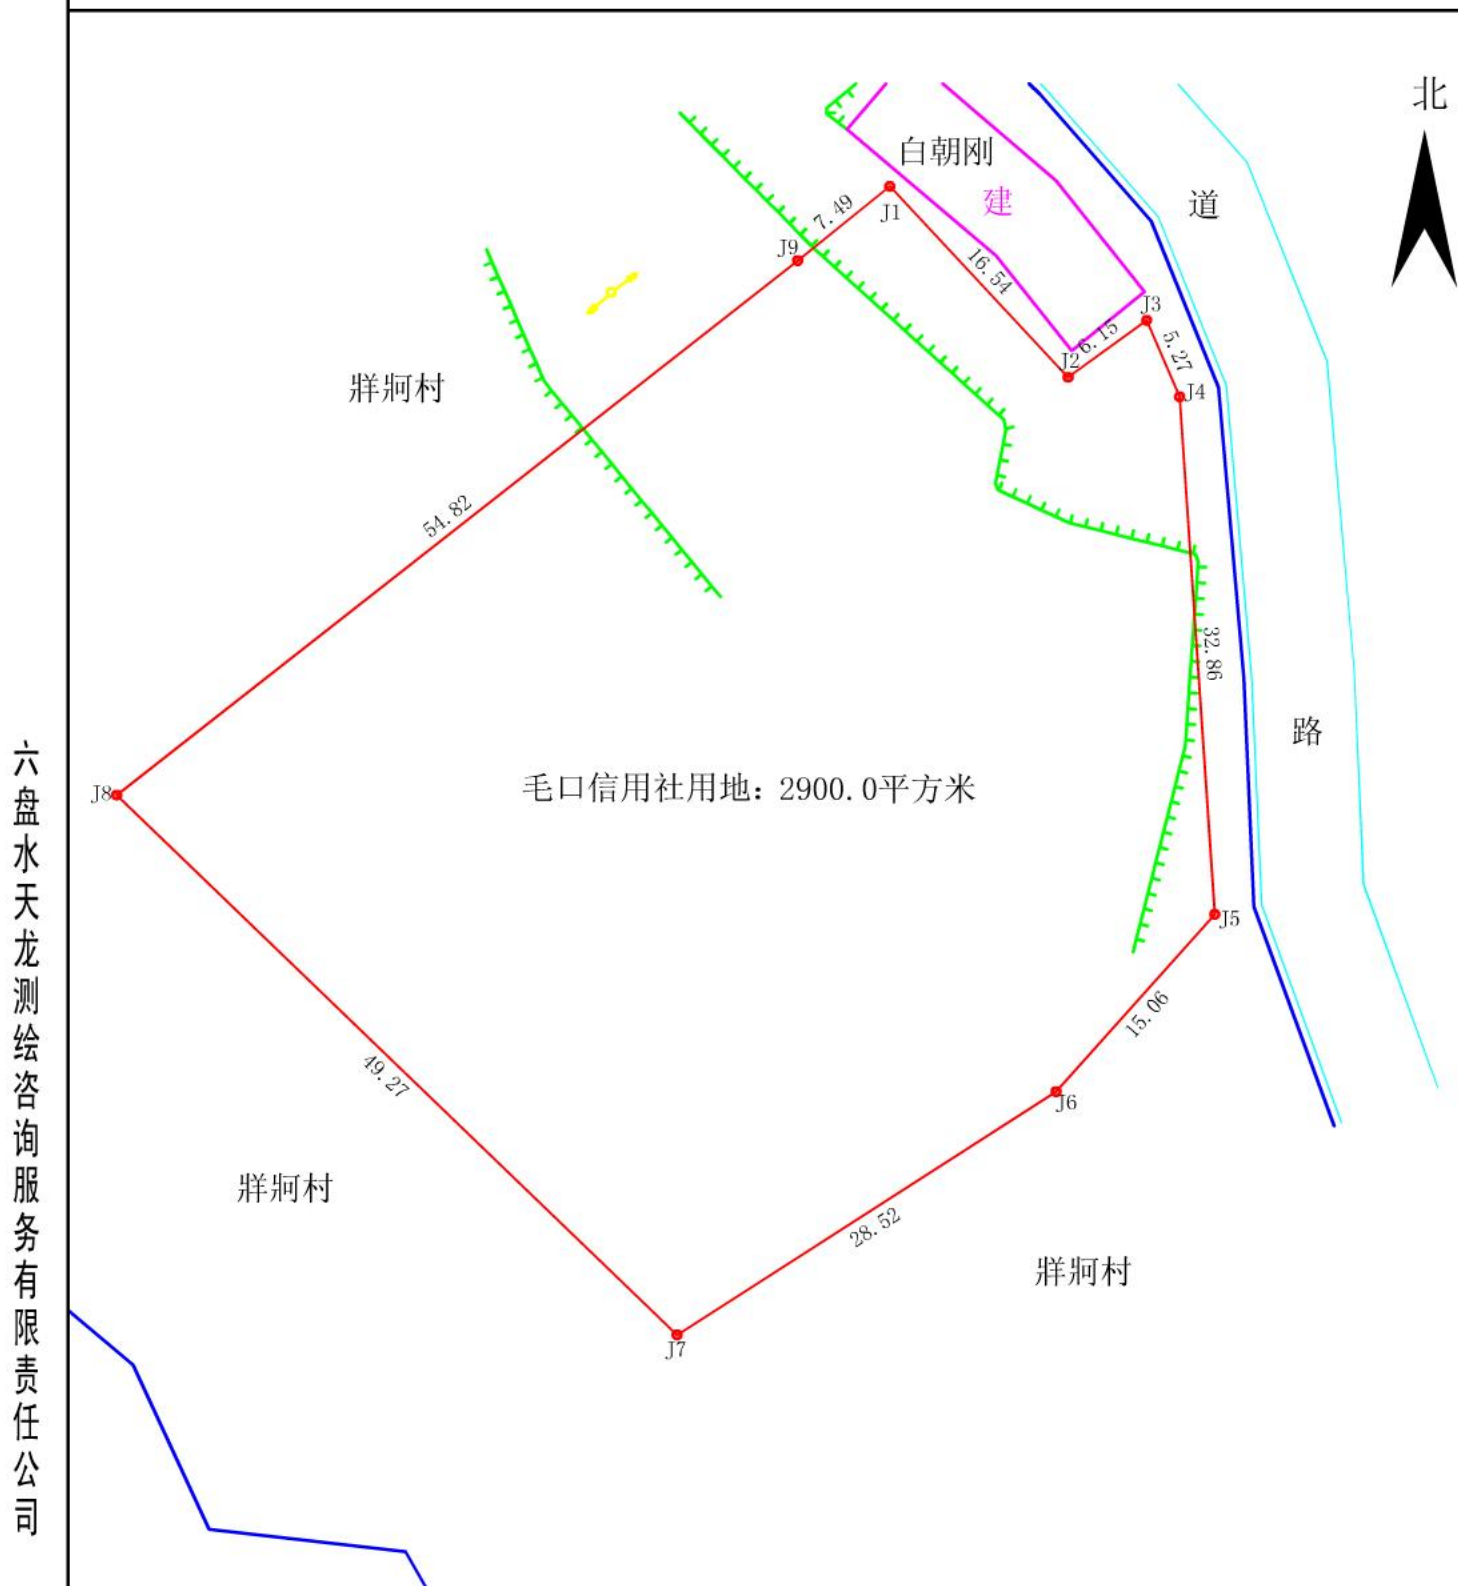 北
白朝刚
建
道
J1
7.49
J9
16.54
J3
6.15
5.27
J2
J4
牂牁村
54.82
32.86
路
毛口信用社用地：2900.0平方米
J8
J5
15.06
49.27
J6
牂牁村
28.52
牂牁村
J7
六盘水天龙测绘咨询服务有限责任公司